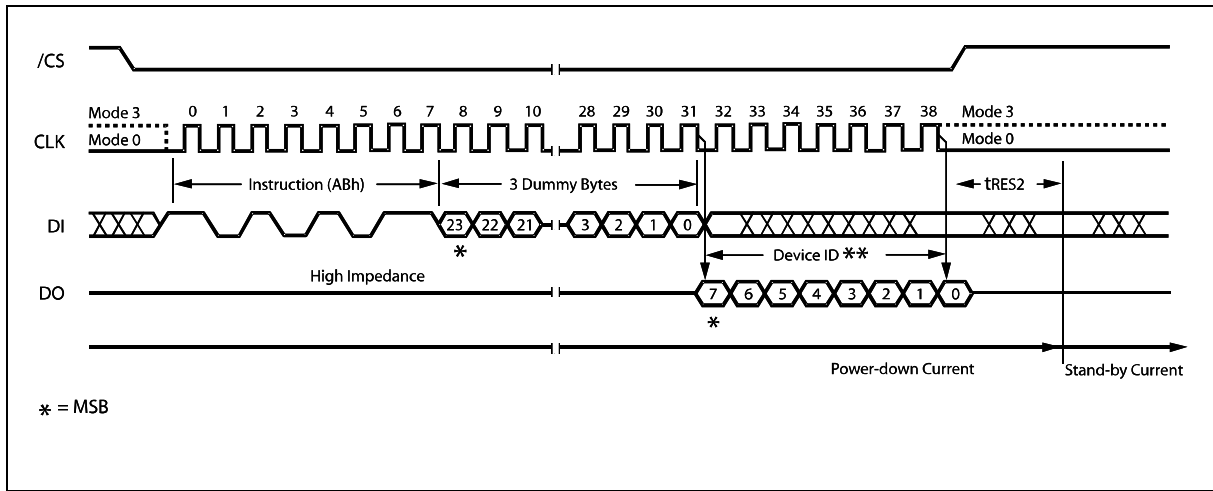 /CS
Mode 3 0 1 2 3 4 5 6 7 8 9 10 28 29 30 31 32 33 34 35 36 37 38 Mode 3
CLK Mode 0 Mode 0
Instruction (ABh) 3 Dummy Bytes tRES2
DI 23 22 21 3 2 1 0
* Device ID **
High Impedance
DO 7 6 5 4 3 2 1 0
*
Power-down Current Stand-by Current
* = MSB